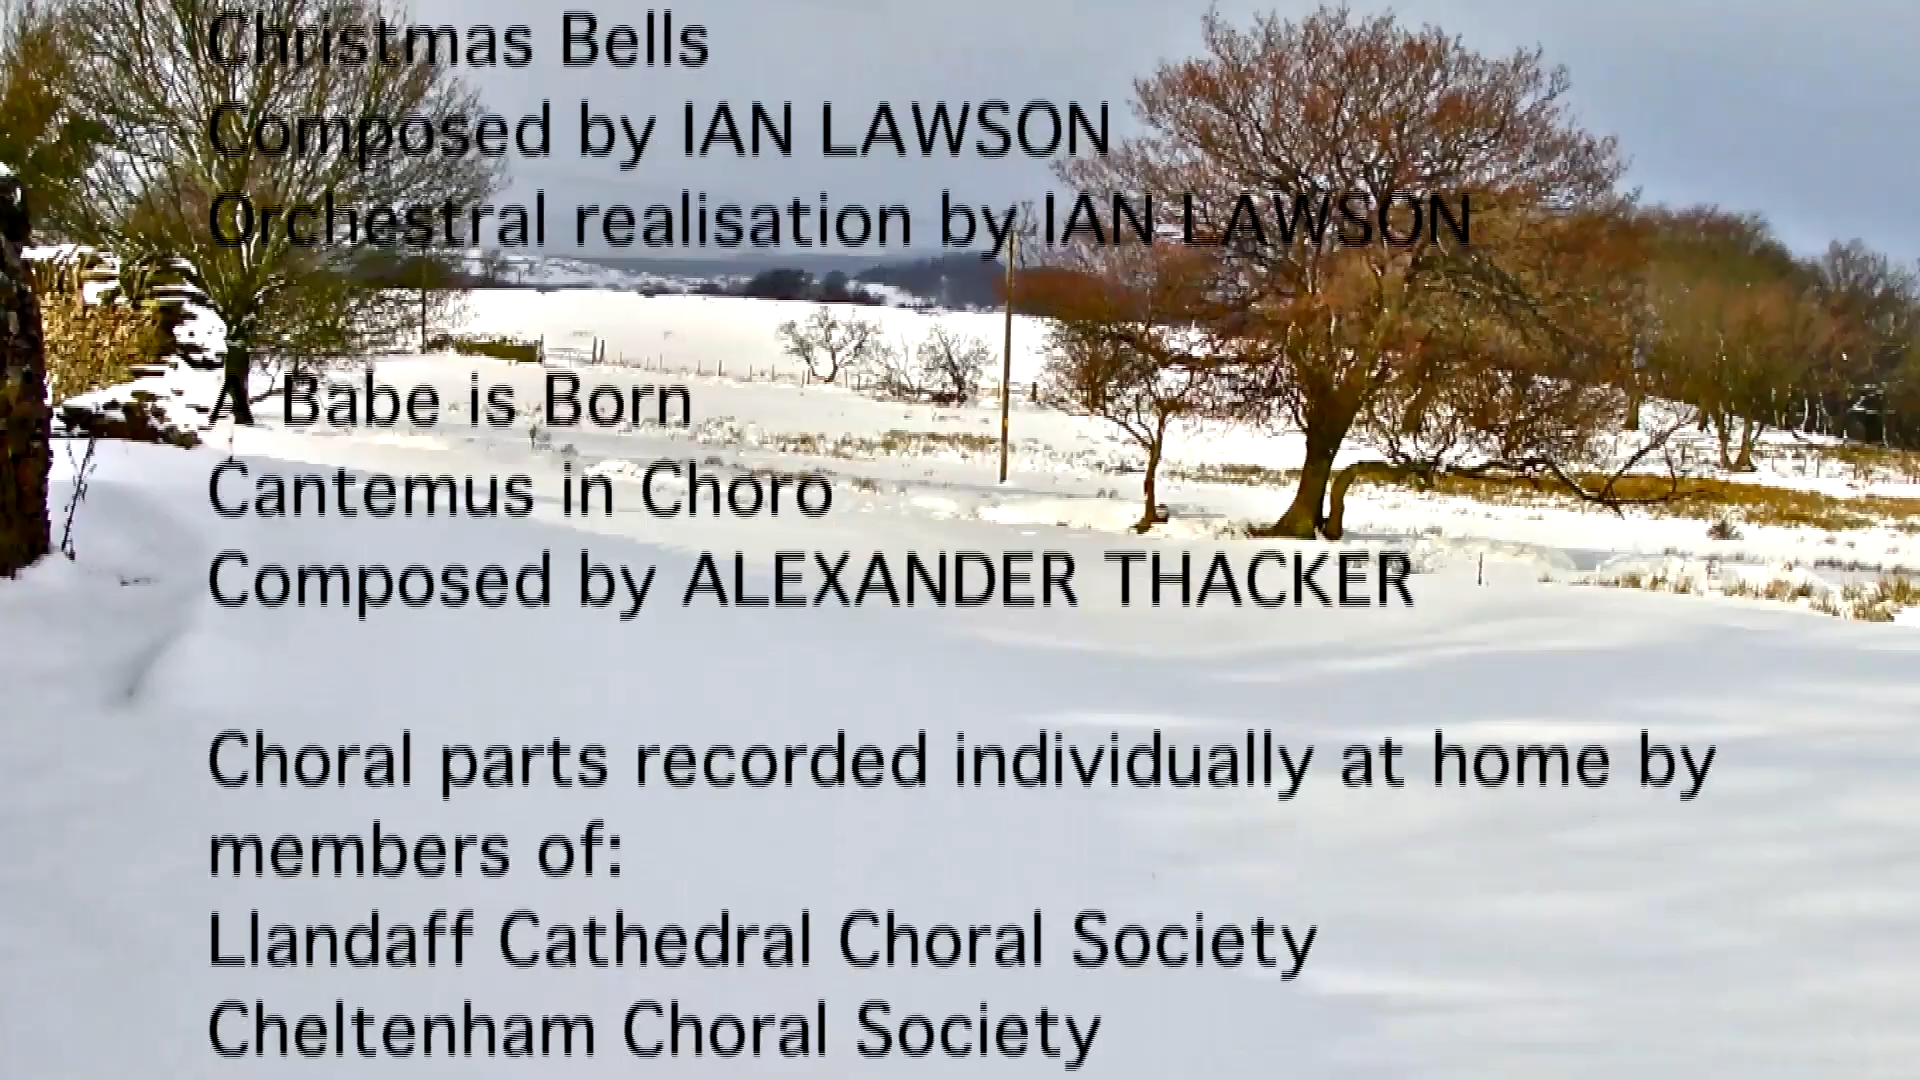 Christmas Bells
Composed by IAN LAWSON
Orchestral realisation by IAN LAWSON
A Babe is Born
Cantemus in Choro
Composed by ALEXANDER THACKER
Choral parts recorded individually at home by
members of:
Llandaff Cathedral Choral Society
Cheltenham Choral Society